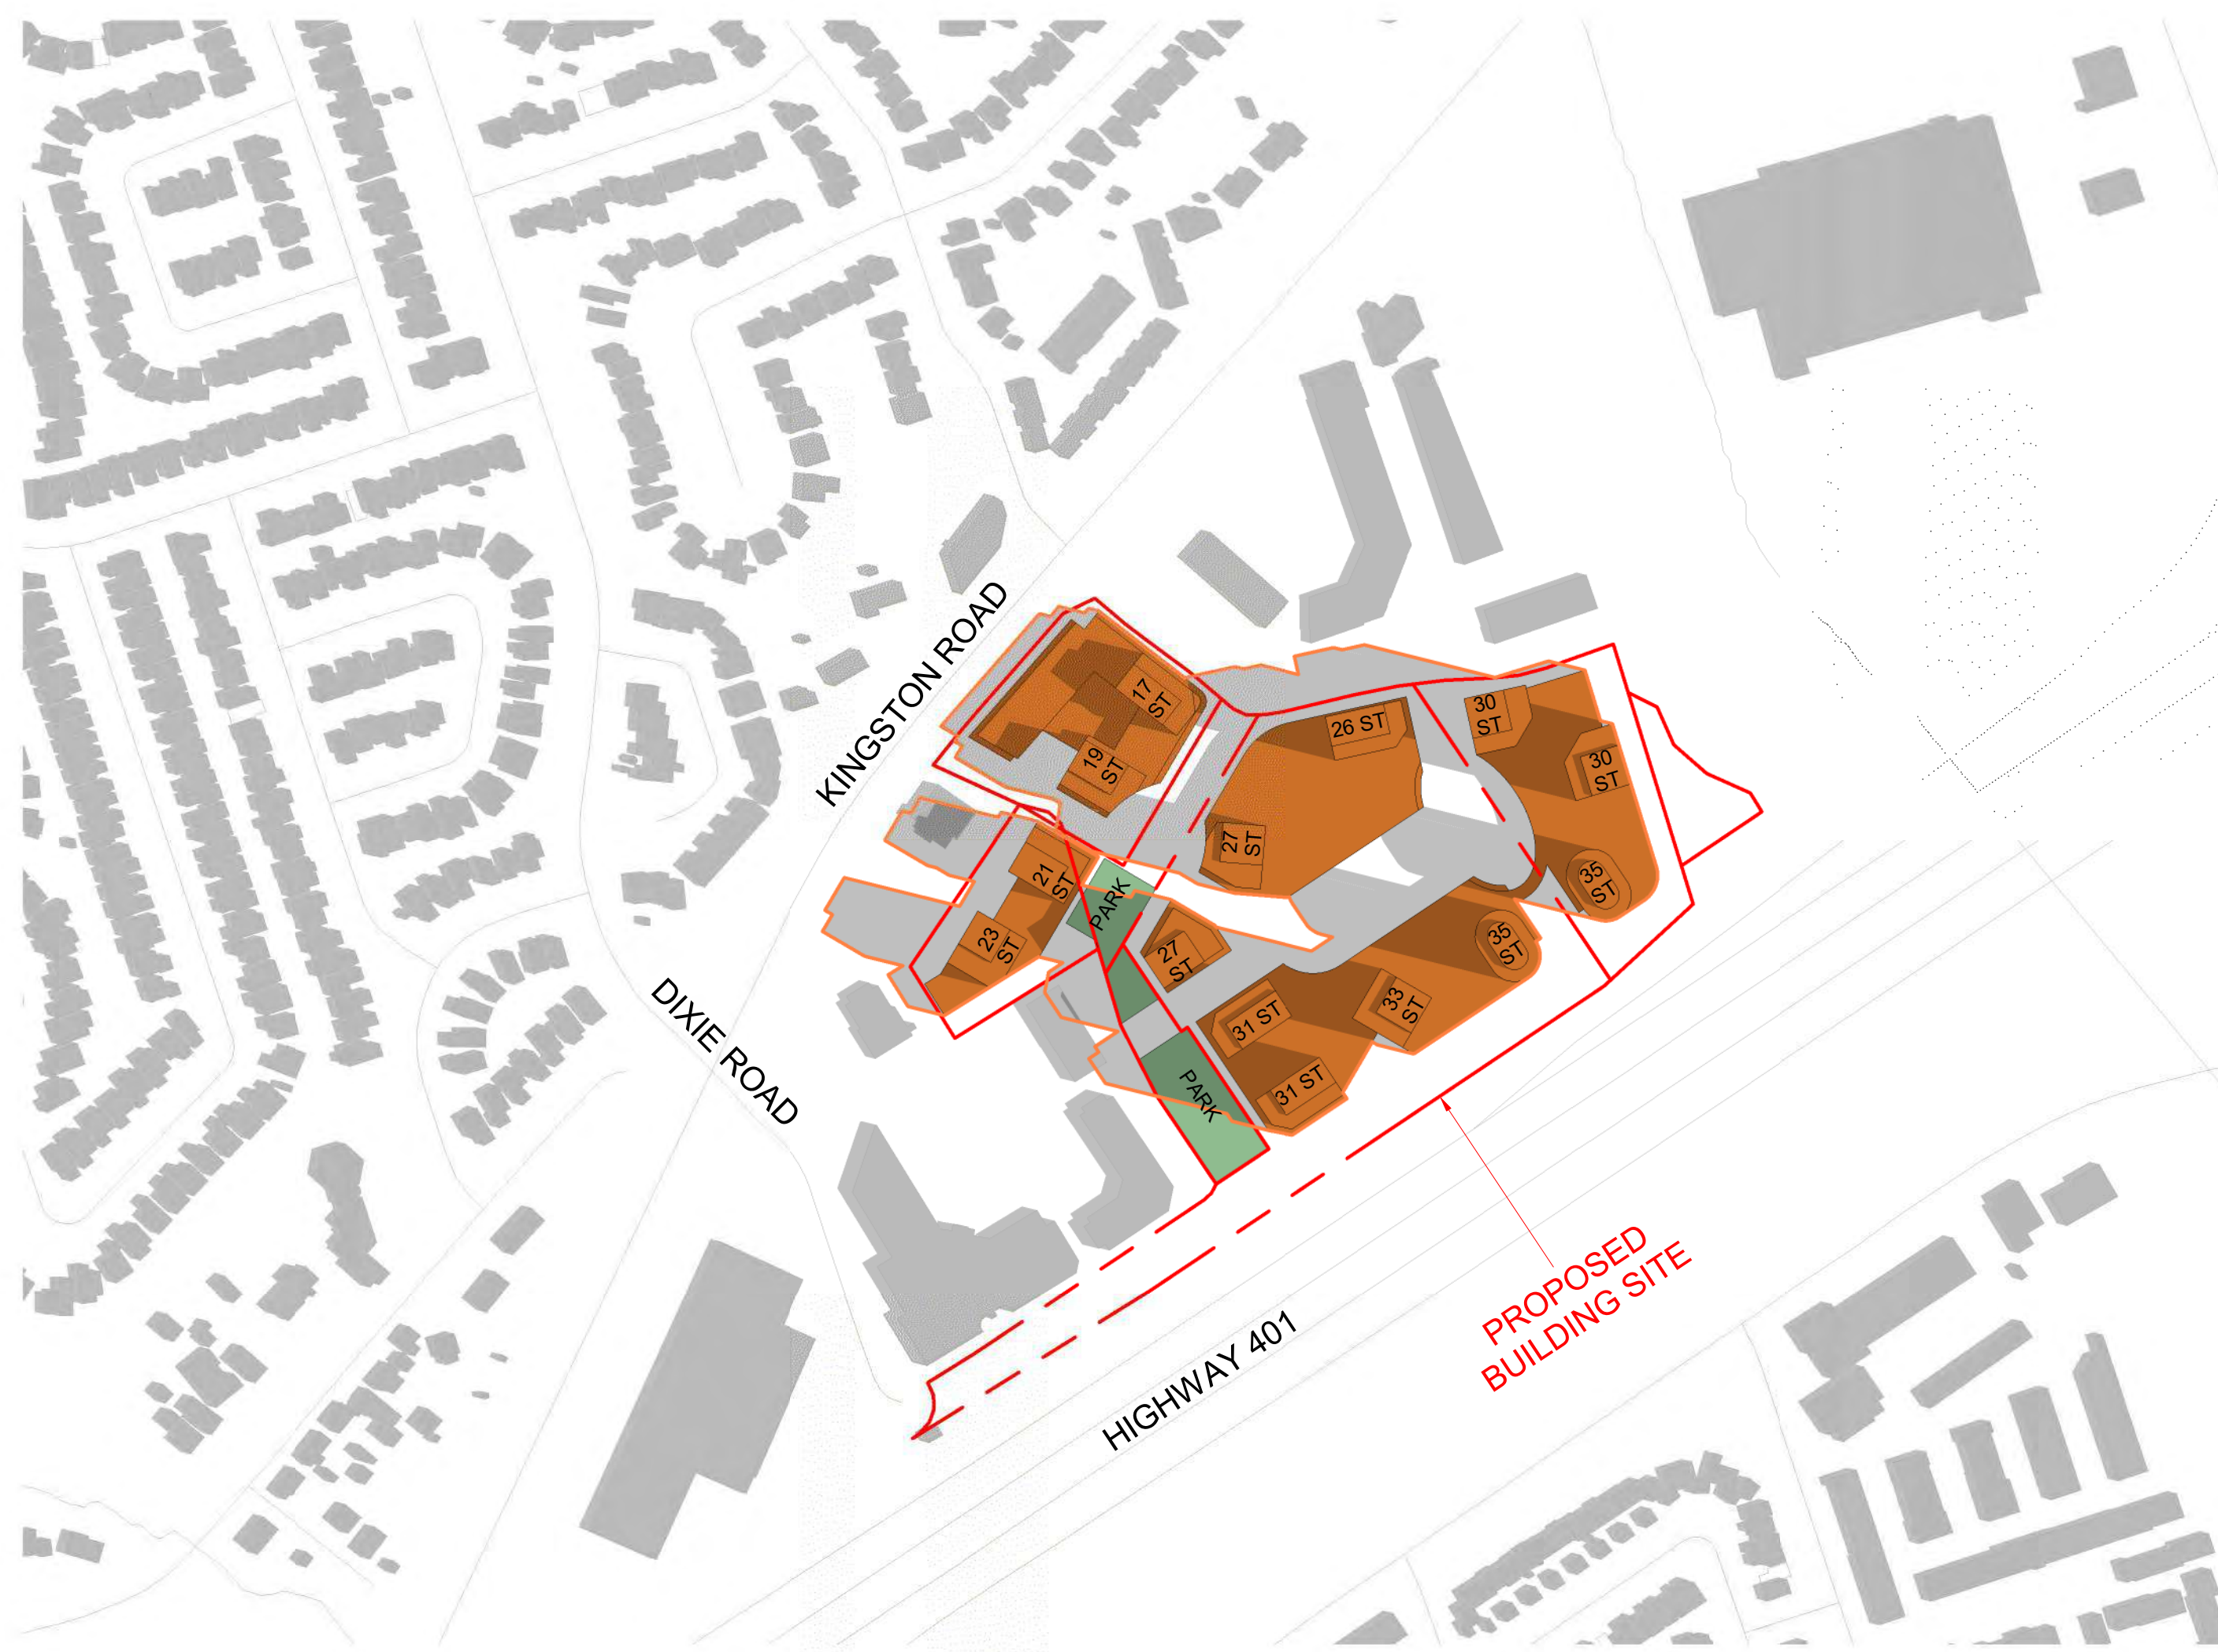 KINGSTON ROAD
17
ST
19
ST
26 ST
30
ST
30
ST
27
ST
21
ST
PARK
35
ST
23
ST
27
ST
35
ST
31 ST
33
ST
PARK
31 ST
DIXIE ROAD
PROPOSED
BUILDING SITE
HIGHWAY 401